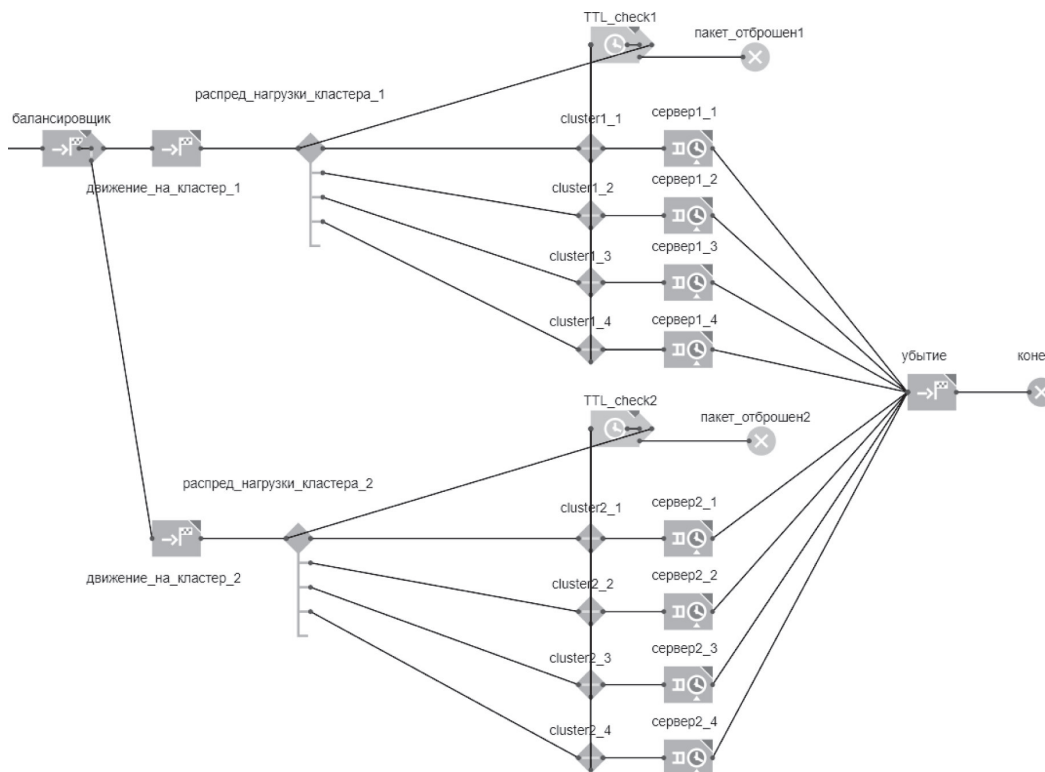 TTL_check1
пакет_отброшен1
распред_нагрузки_кластера_1
балансировщик
cluster1_1
сервер1_1
движение_на_кластер_1
cluster1_2
сервер1_2
cluster1_3
сервер1_3
cluster1_4
сервер1_4
убытие
коне
TTL_check2
пакет_отброшен2
распред_нагрузки_кластера_2
cluster2_1
сервер2_1
движение_на_кластер_2
cluster2_2
сервер2_2
cluster2_3
сервер2_3
cluster2_4
сервер2_4